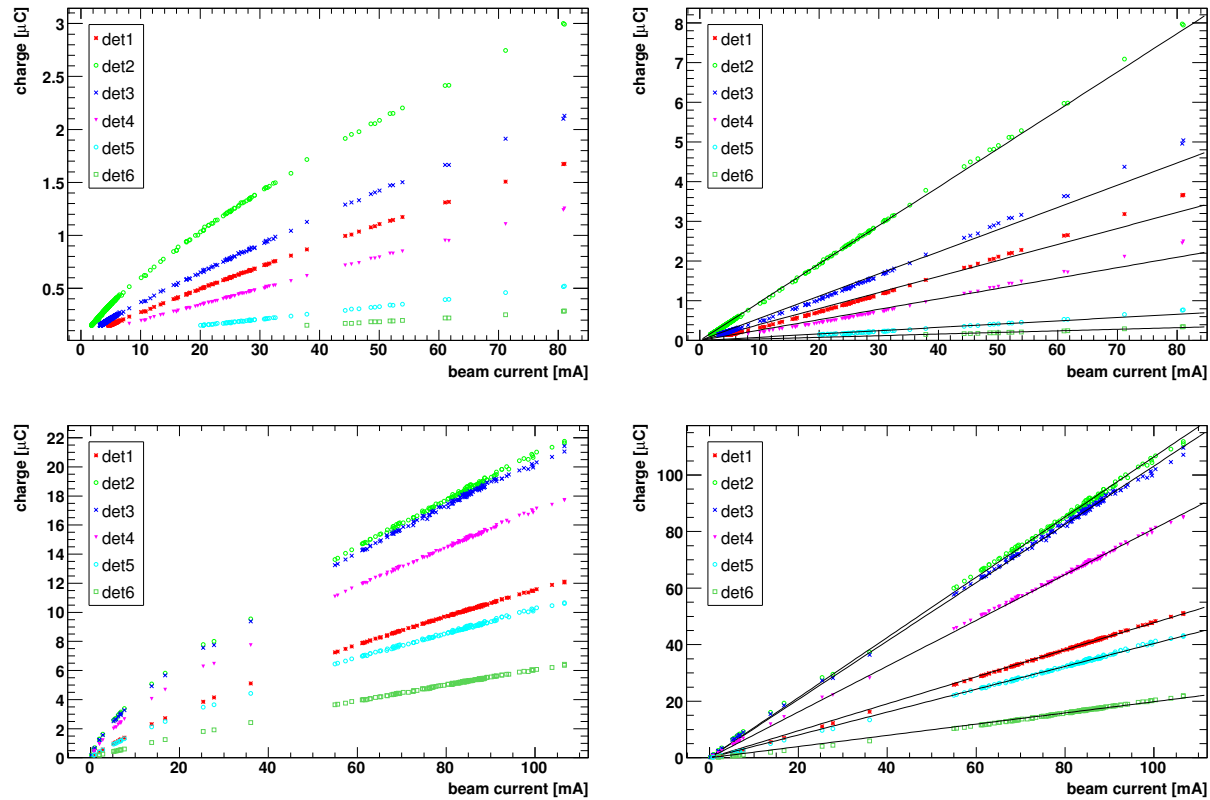 charge [μC]
3
2.5
2
1.5
1
0.5
det1
det2
det3
det4
det5
det6
0 10 20 30 40 50 60 70 80
beam current [mA]
charge [μC]
8
7
6
5
4
3
2
1
0
det1
det2
det3
det4
det5
det6
0 10 20 30 40 50 60 70 80
beam current [mA]
charge [μC]
22
20
18
16
14
12
10
8
6
4
2
0
det1
det2
det3
det4
det5
det6
0 20 40 60 80 100
beam current [mA]
charge [μC]
100
80
60
40
20
0
det1
det2
det3
det4
det5
det6
0 20 40 60 80 100
beam current [mA]